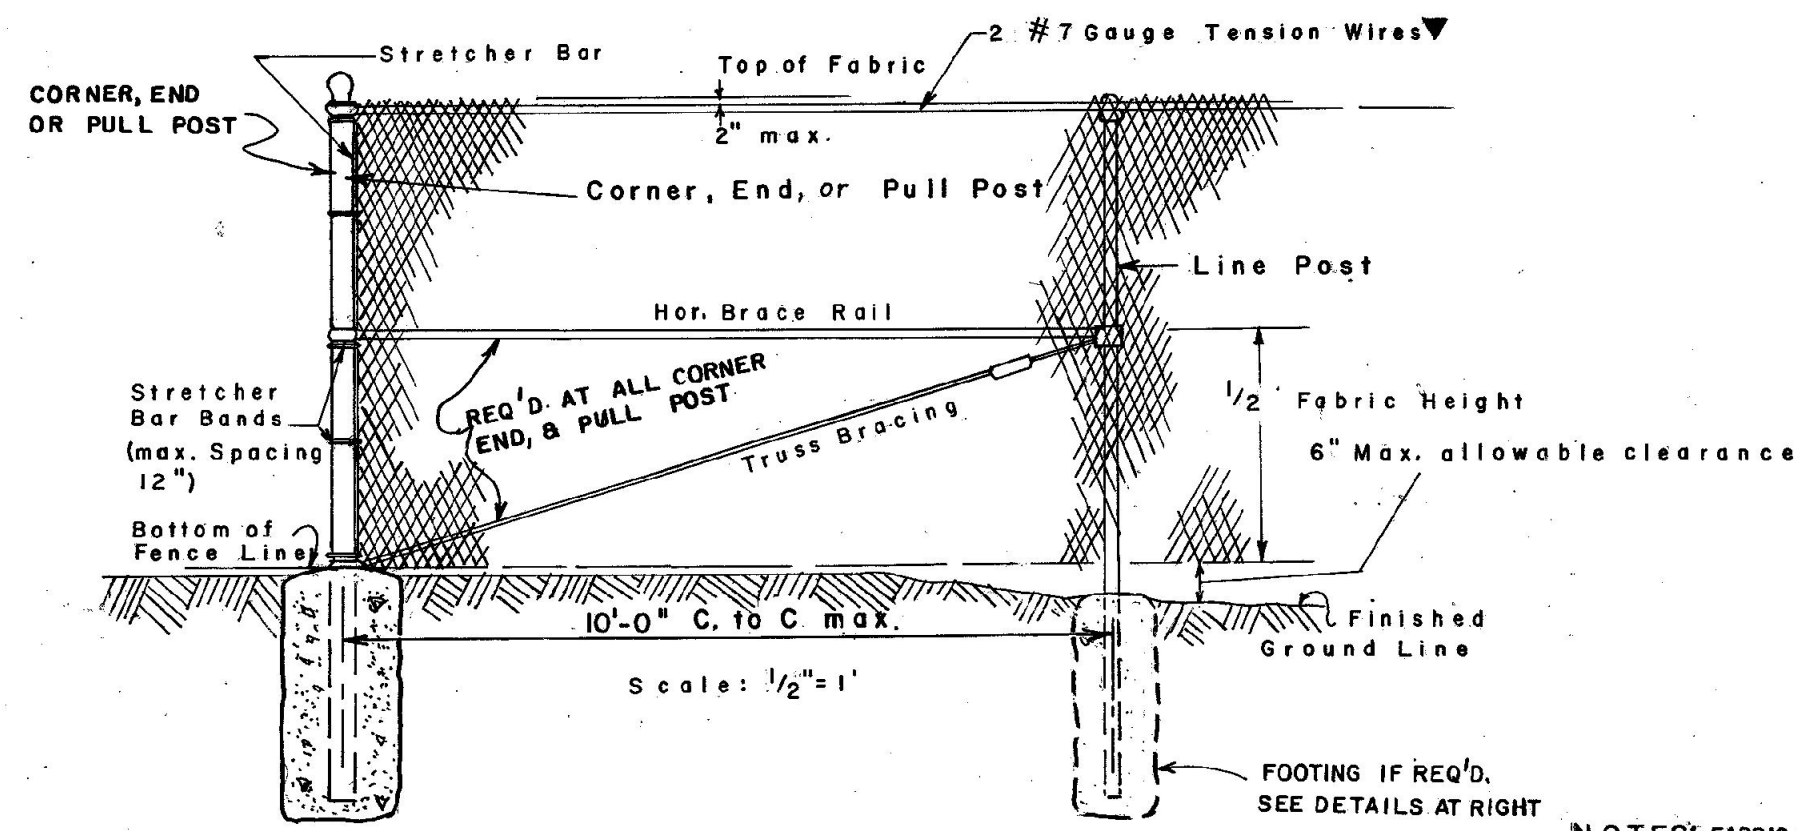 2 #7 Gauge Tension Wires▼
Stretcher Bar
Top of Fabric
CORNER, END
OR PULL POST
2" max.
Corner, End, or Pull Post
Line Post
Hor. Brace Rail
REQ'D. AT ALL CORNER
END, & PULL POST
Stretcher
Bar Bands
(max. Spacing
12")
1/2 Fabric Height
Truss Bracing
6" Max. allowable clearance
Bottom of
Fence Line
10'-0" C. to C max.
Finished
Ground Line
Scale: 1/2"= 1'
FOOTING IF REQ'D.
SEE DETAILS AT RIGHT